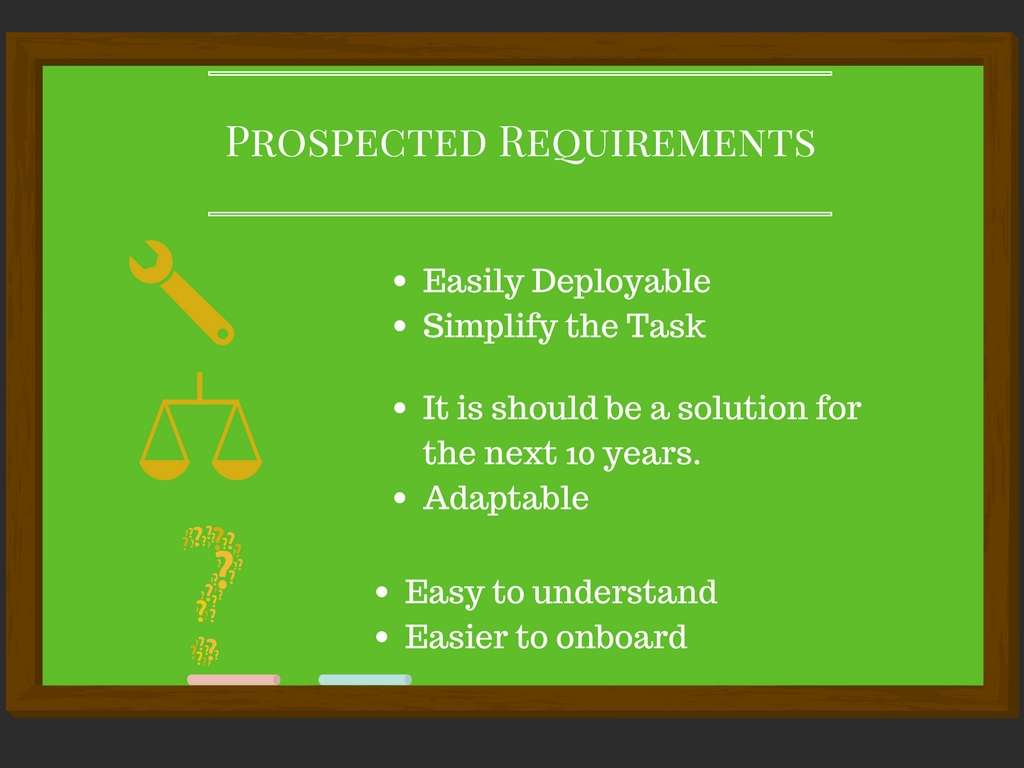 Prospected Requirements
• Easily Deployable
• Simplify the Task
• It is should be a solution for
the next 10 years.
• Adaptable
• Easy to understand
• Easier to onboard